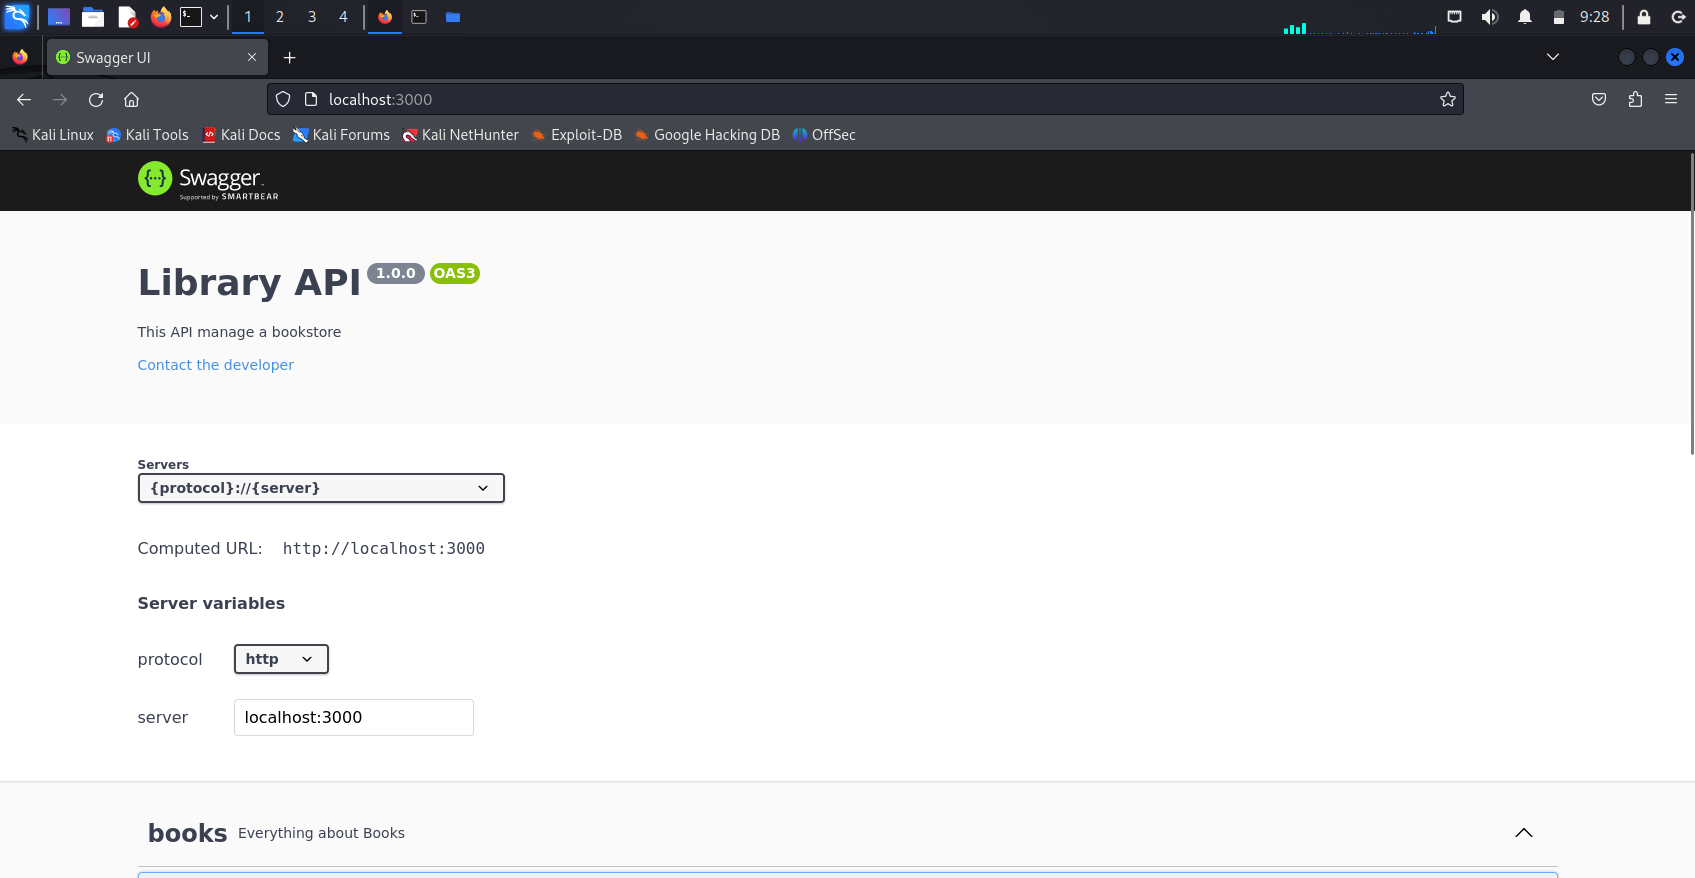 1 2 3 4 9:28
Swagger UI
localhost:3000
Kali Linux Kali Tools Kali Docs Kali Forums Kali NetHunter Exploit-DB Google Hacking DB OffSec
{...} Swagger.
Supported by SMARTBEAR
Library API 1.0.0 OAS3
This API manage a bookstore
Contact the developer
Servers
{protocol}://{server}
Computed URL: http://localhost:3000
Server variables
protocol http
server localhost:3000
books Everything about Books